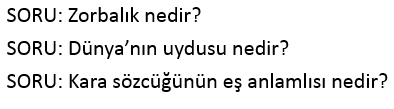 SORU: Zorbalık nedir?
SORU: Dünya’nın uydusu nedir?
SORU: Kara sözcüğünün eş anlamlısı nedir?